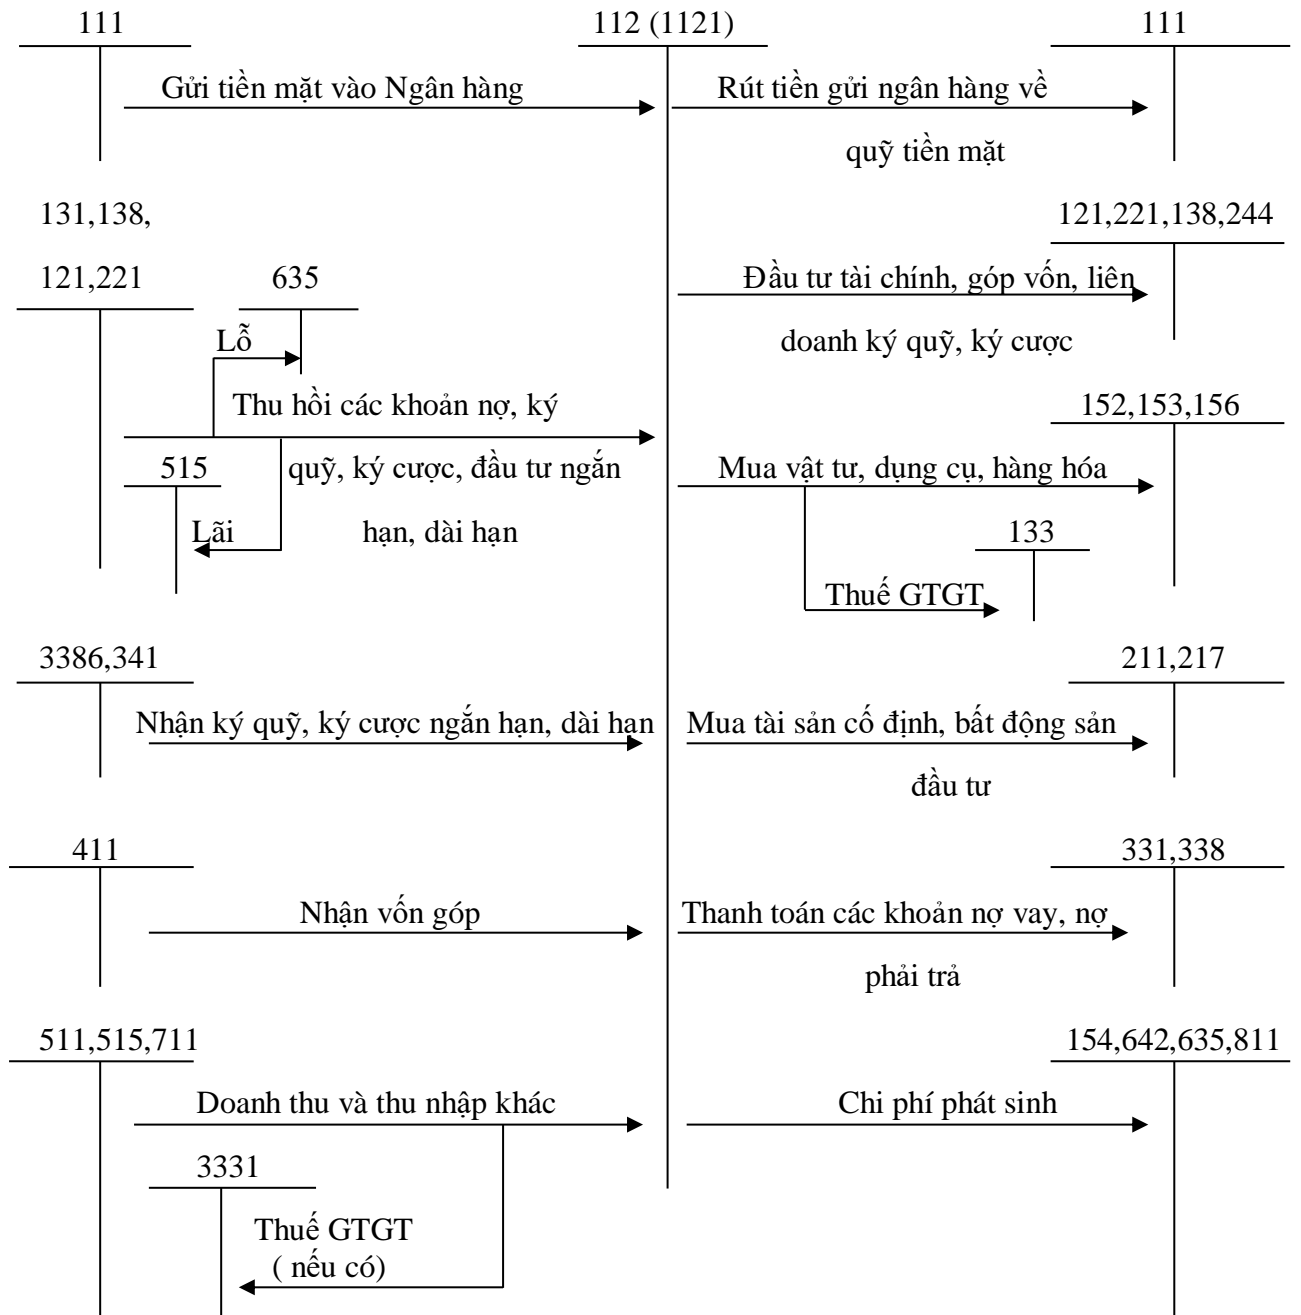 111
112 (1121)
111
Gửi tiền mặt vào Ngân hàng
Rút tiền gửi ngân hàng về
quỹ tiền mặt
131,138,
121,221,138,244
121,221
635
Đầu tư tài chính, góp vốn, liên
Lỗ
doanh ký quỹ, ký cược
Thu hồi các khoản nợ, ký
152,153,156
515
quỹ, ký cược, đầu tư ngắn
Mua vật tư, dụng cụ, hàng hóa
Lãi
hạn, dài hạn
133
Thuế GTGT
3386,341
211,217
Nhận ký quỹ, ký cược ngắn hạn, dài hạn
Mua tài sản cố định, bất động sản
đầu tư
411
331,338
Nhận vốn góp
Thanh toán các khoản nợ vay, nợ
phải trả
511,515,711
154,642,635,811
Doanh thu và thu nhập khác
Chi phí phát sinh
3331
Thuế GTGT
( nếu có)